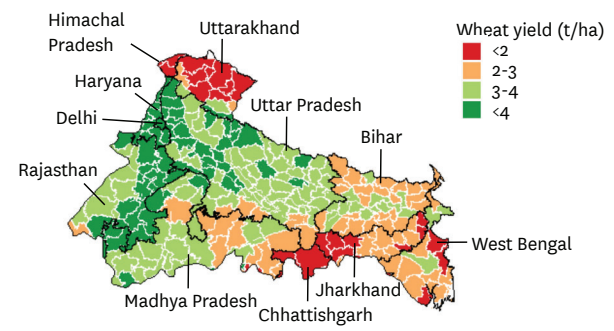 Himachal
Pradesh
Uttarakhand
Wheat yield (t/ha)
<2
2-3
3-4
<4
Haryana
Delhi
Uttar Pradesh
Bihar
Rajasthan
West Bengal
Madhya Pradesh
Jharkhand
Chhattishgarh